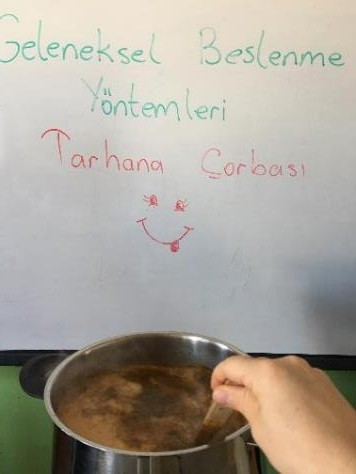 Geleneksel Beslenme
Yöntemleri
Tarhana Çorbası